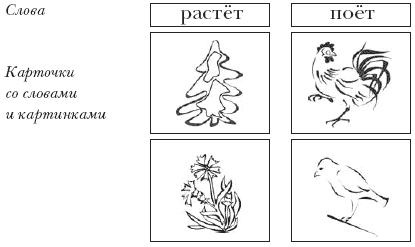 Слова
растёт
поёт
Карточки
со словами
и картинками